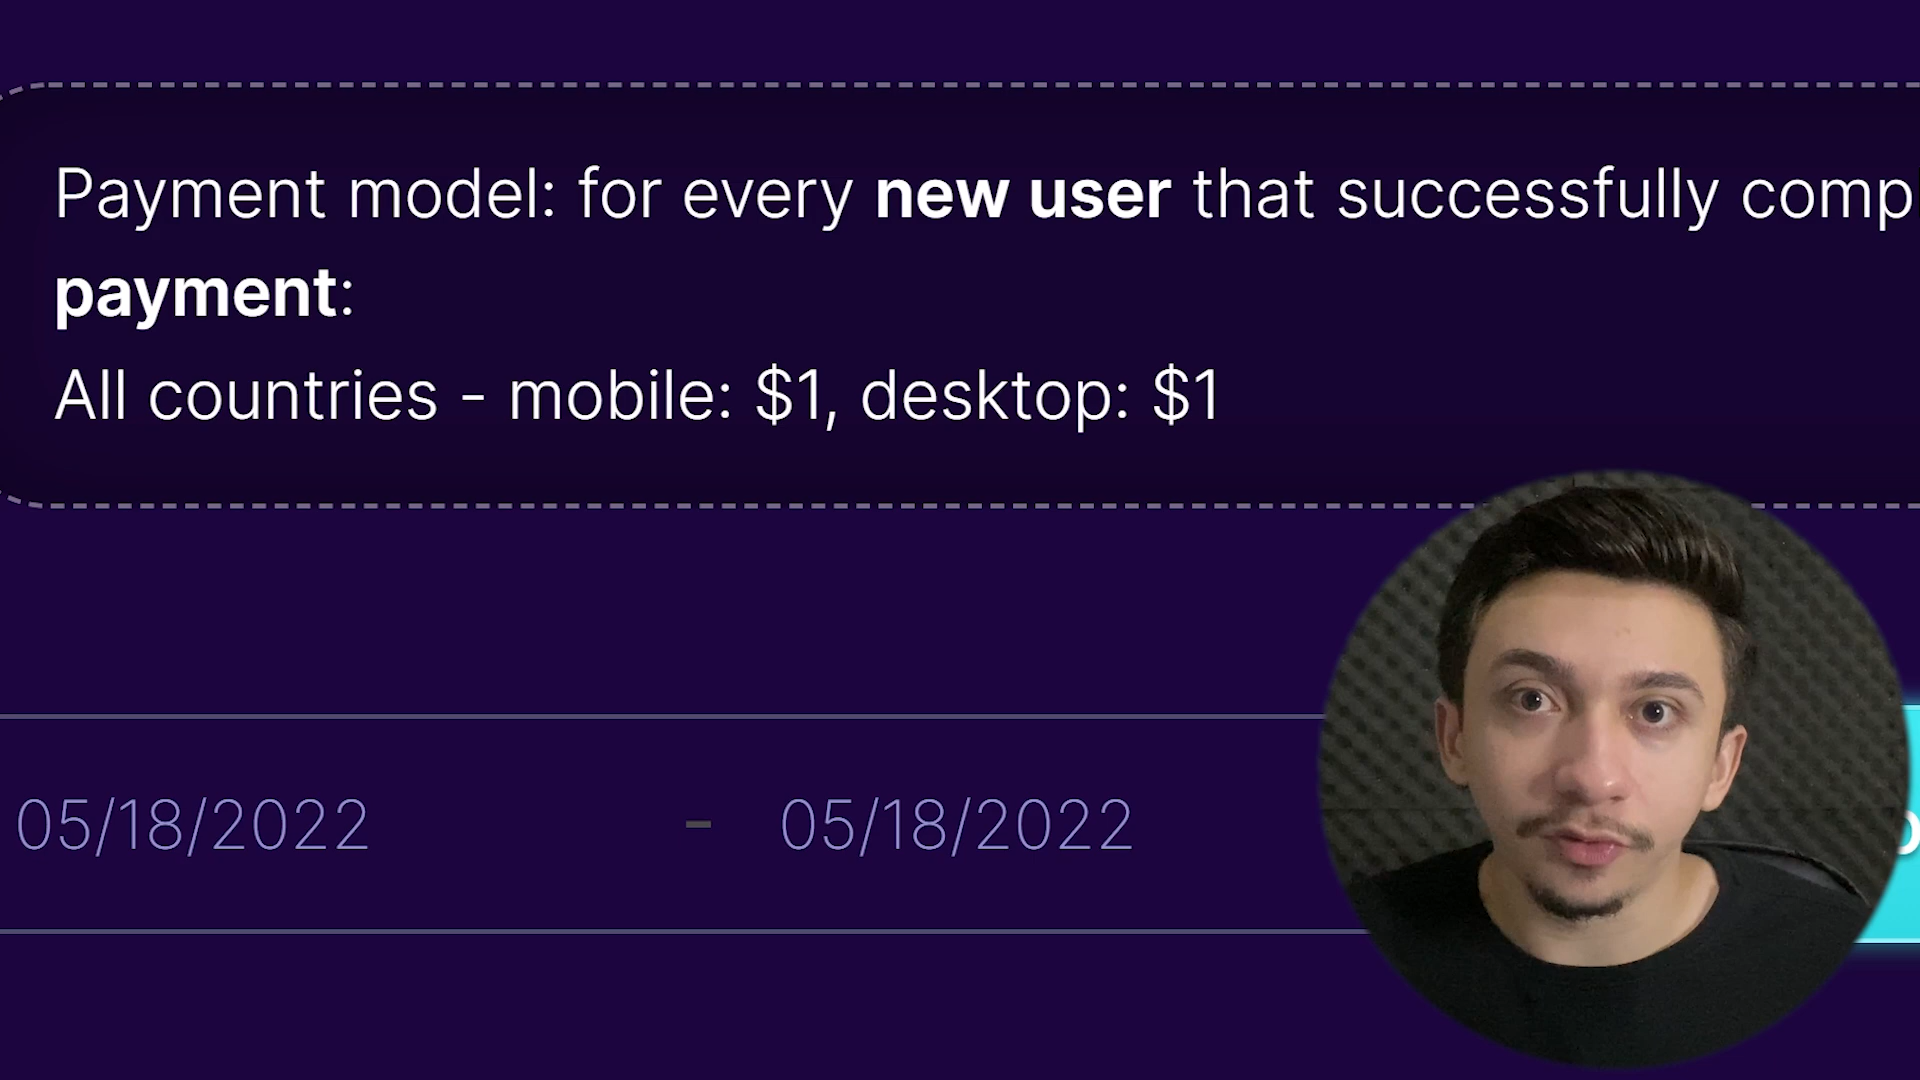 Payment model: for every new user that successfully comp
payment:
All countries - mobile: $1, desktop: $1
05/18/2022 - 05/18/2022